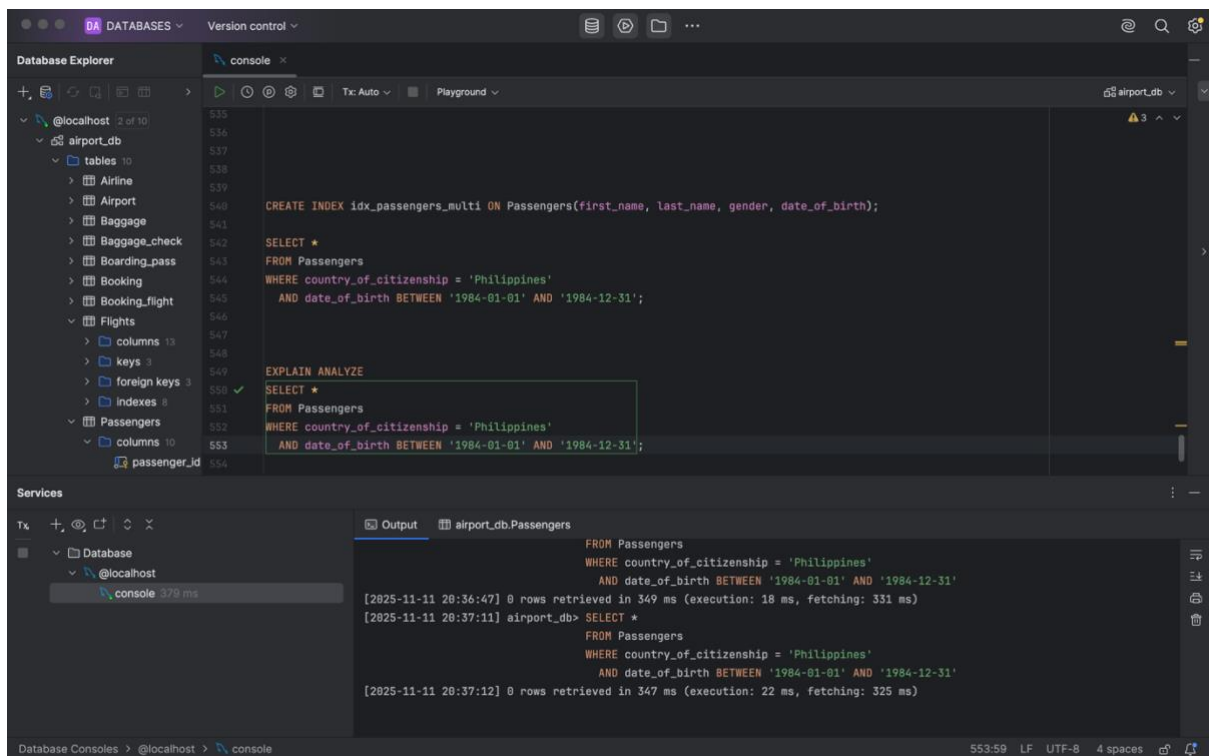 DA DATABASES
Version control
Database Explorer
console
Tx: Auto
Playground
airport_db
@localhost 2 of 10
airport_db
tables 10
Airline
Airport
Baggage
Baggage_check
Boarding_pass
Booking
Booking_flight
Flights
columns 13
keys 3
foreign keys 3
indexes 8
Passengers
columns 10
passenger_id
3
535
536
537
538
539
540 CREATE INDEX idx_passengers_multi ON Passengers(first_name, last_name, gender, date_of_birth);
541
542 SELECT *
543 FROM Passengers
544 WHERE country_of_citizenship = 'Philippines'
545 AND date_of_birth BETWEEN '1984-01-01' AND '1984-12-31';
546
547
548
549 EXPLAIN ANALYZE
550 SELECT *
551 FROM Passengers
552 WHERE country_of_citizenship = 'Philippines'
553 AND date_of_birth BETWEEN '1984-01-01' AND '1984-12-31';
554
Services
Tx
Database
@localhost
console 379 ms
Output
airport_db.Passengers
FROM Passengers
WHERE country_of_citizenship = 'Philippines'
AND date_of_birth BETWEEN '1984-01-01' AND '1984-12-31'
[2025-11-11 20:36:47] 0 rows retrieved in 349 ms (execution: 18 ms, fetching: 331 ms)
[2025-11-11 20:37:11] airport_db> SELECT *
FROM Passengers
WHERE country_of_citizenship = 'Philippines'
AND date_of_birth BETWEEN '1984-01-01' AND '1984-12-31'
[2025-11-11 20:37:12] 0 rows retrieved in 347 ms (execution: 22 ms, fetching: 325 ms)
Database Consoles > @localhost > console
553:59 LF UTF-8 4 spaces